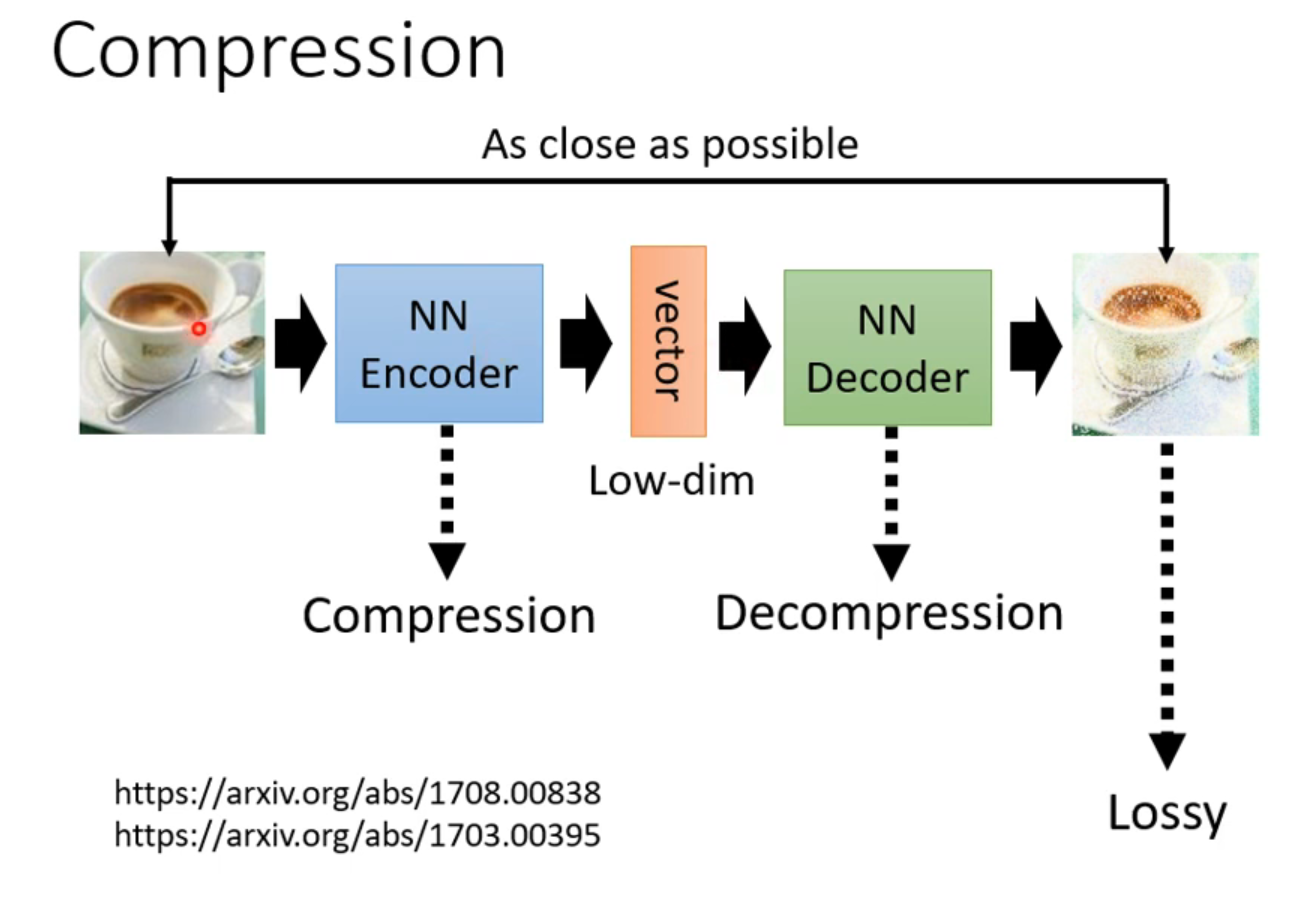 Compression
As close as possible
NN
Encoder
vector
NN
Decoder
Low-dim
Compression
Decompression
https://arxiv.org/abs/1708.00838
https://arxiv.org/abs/1703.00395
Lossy